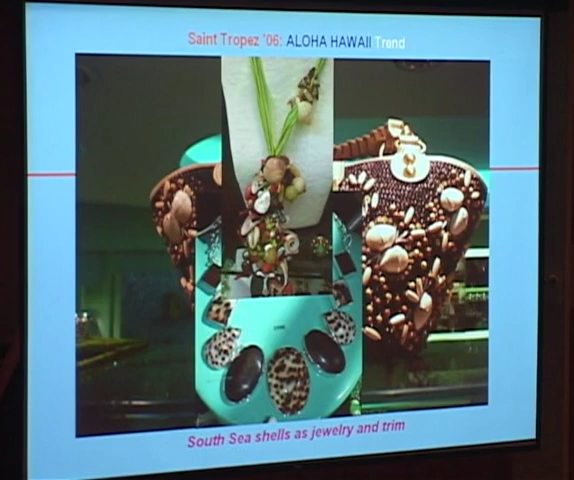 Saint Tropez '06: ALOHA HAWAII Trend
South Sea shells as jewelry and trim